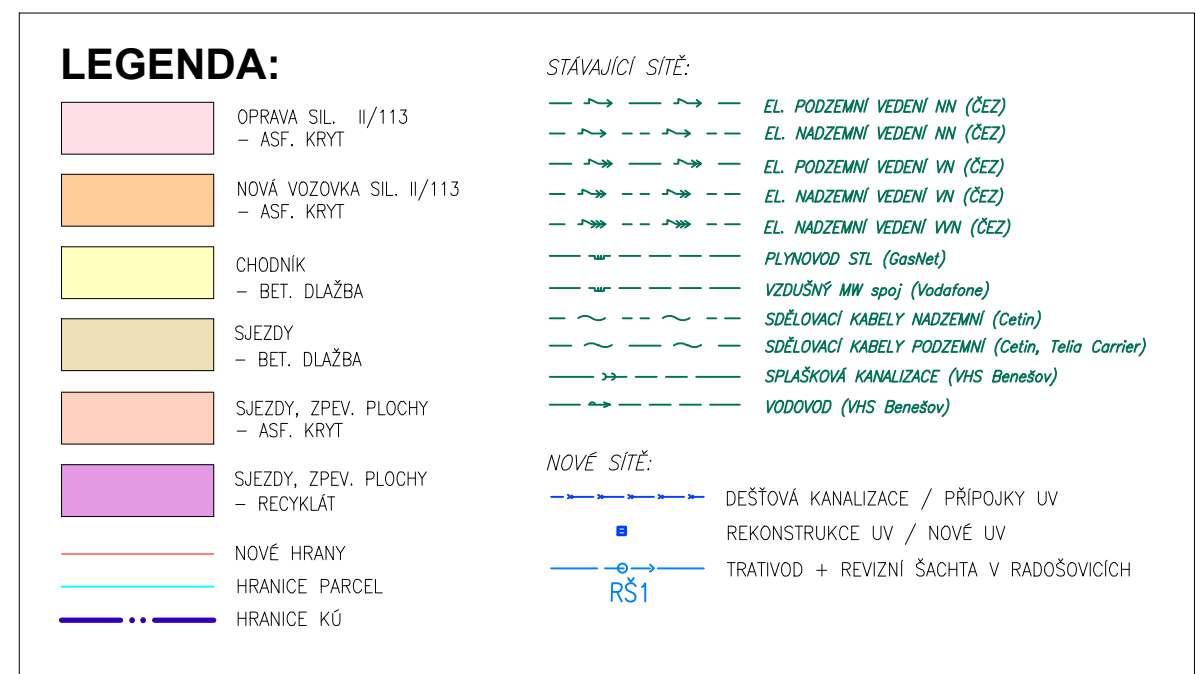 LEGENDA:
OPRAVA SIL. II/113
– ASF. KRYT
NOVÁ VOZOVKA SIL. II/113
– ASF. KRYT
CHODNÍK
– BET. DLAŽBA
SJEZDY
– BET. DLAŽBA
SJEZDY, ZPEV. PLOCHY
– ASF. KRYT
SJEZDY, ZPEV. PLOCHY
– RECYKLÁT
NOVÉ HRANY
HRANICE PARCEL
HRANICE KÚ
STÁVAJÍCÍ SÍTĚ:
EL. PODZEMNÍ VEDENÍ NN (ČEZ)
EL. NADZEMNÍ VEDENÍ NN (ČEZ)
EL. PODZEMNÍ VEDENÍ VN (ČEZ)
EL. NADZEMNÍ VEDENÍ VN (ČEZ)
EL. NADZEMNÍ VEDENÍ VVN (ČEZ)
PLYNOVOD STL (GasNet)
VZDUŠNÝ MW spoj (Vodafone)
SDĚLOVACÍ KABELY NADZEMNÍ (Cetin)
SDĚLOVACÍ KABELY PODZEMNÍ (Cetin, Telia Carrier)
SPLAŠKOVÁ KANALIZACE (VHS Benešov)
VODOVOD (VHS Benešov)
NOVÉ SÍTĚ:
DEŠŤOVÁ KANALIZACE / PŘÍPOJKY UV
REKONSTRUKCE UV / NOVÉ UV
TRATIVOD + REVIZNÍ ŠACHTA V RADOŠOVICÍCH
RŠ1